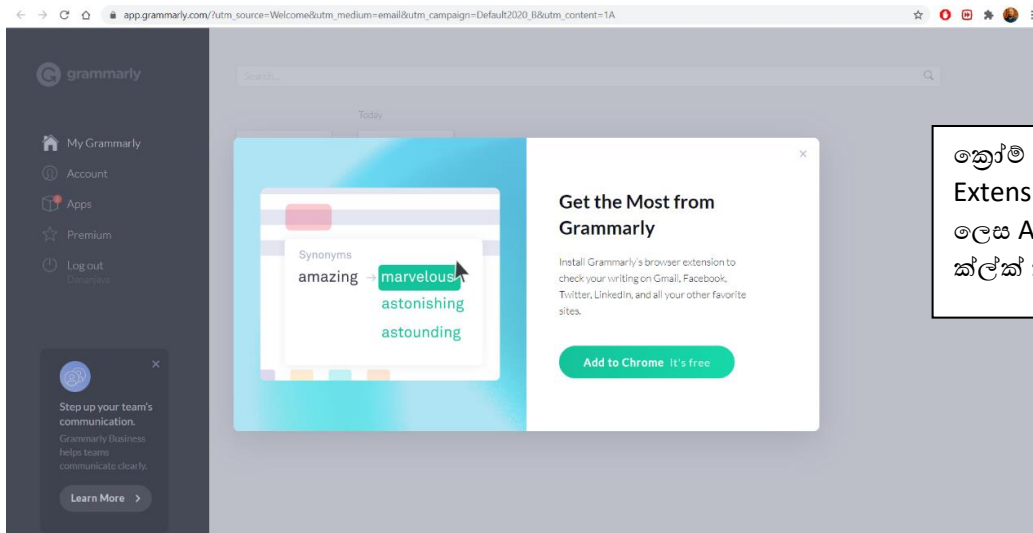 app.grammarly.com/?utm_source=Welcome&utm_medium=email&utm_campaign=Default2020_B&utm_content=1A
grammarly
Search...
Today
My Grammarly
Account
Apps
Premium
Log out
Step up your team's
communication.
Grammarly Business
helps teams
communicate clearly.
Learn More
Synonyms
amazing → marvelous
astonishing
astounding
Get the Most from
Grammarly
Install Grammarly's browser extension to
check your writing on Gmail, Facebook,
Twitter, LinkedIn, and all your other favorite
sites.
Add to Chrome It's free
ක්‍රෝම්
Extens
ලෙස A
ක්ලික්